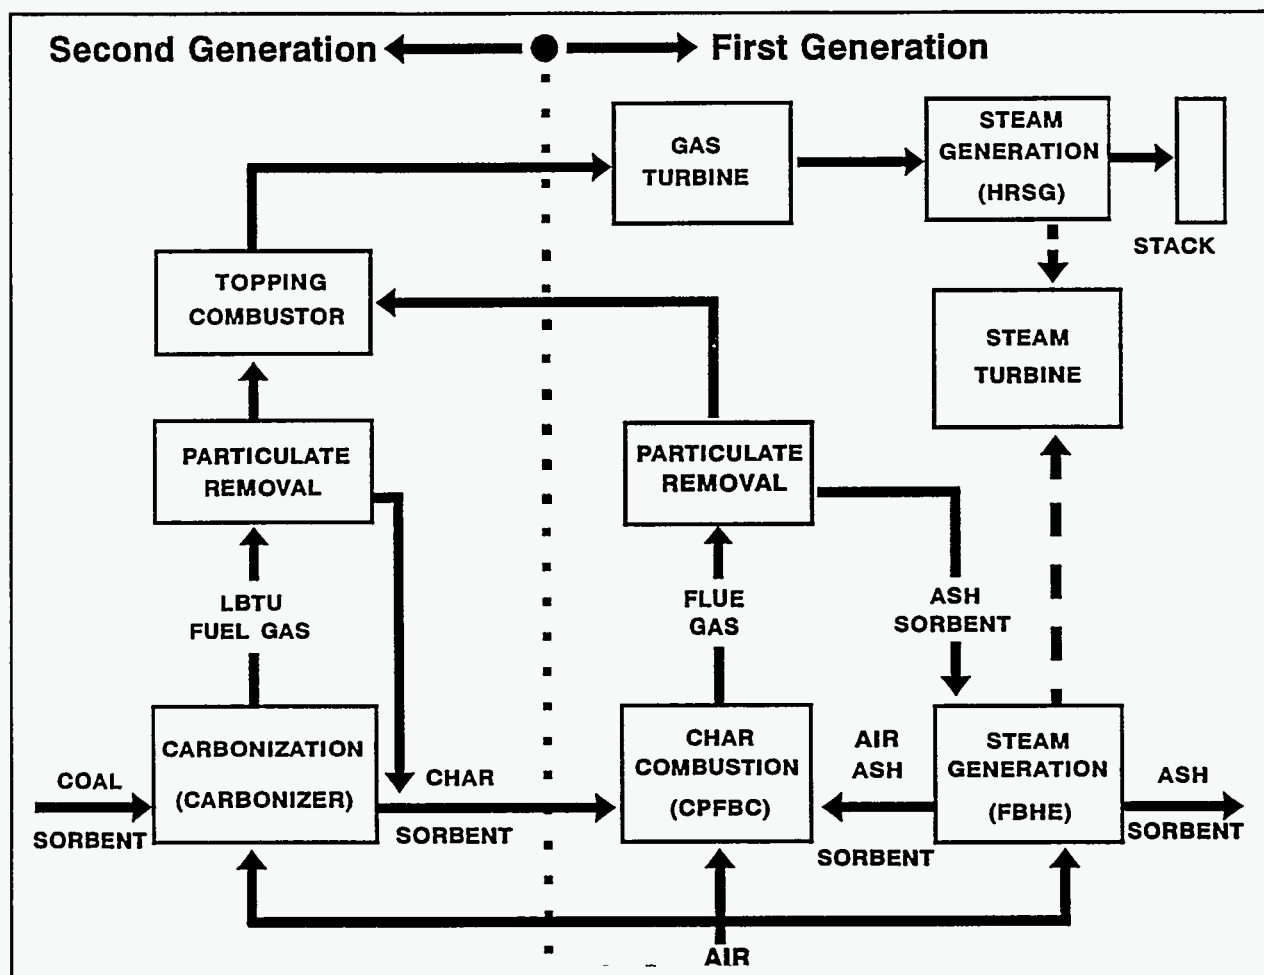 Second Generation
First Generation
GAS
TURBINE
STEAM
GENERATION
(HRSG)
STACK
TOPPING
COMBUSTOR
STEAM
TURBINE
PARTICULATE
REMOVAL
PARTICULATE
REMOVAL
LBTU
FUEL GAS
FLUE
GAS
ASH
SORBENT
COAL
SORBENT
CARBONIZATION
(CARBONIZER)
CHAR
SORBENT
CHAR
COMBUSTION
(CPFBC)
AIR
ASH
SORBENT
STEAM
GENERATION
(FBHE)
ASH
SORBENT
AIR